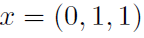 x = (0, 1, 1)